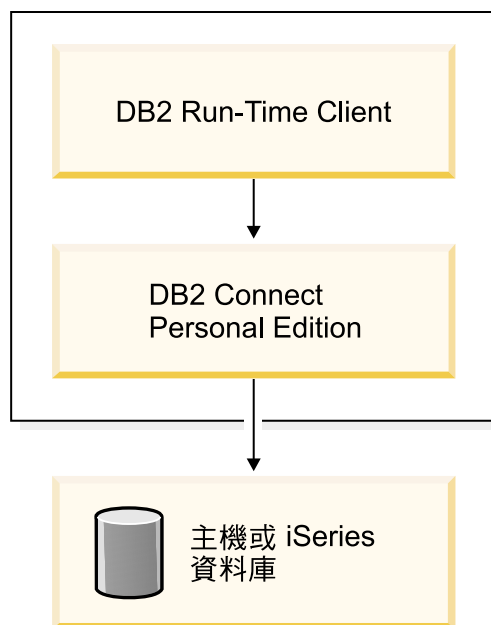 DB2 Run-Time Client
DB2 Connect
Personal Edition
主機或 iSeries
資料庫